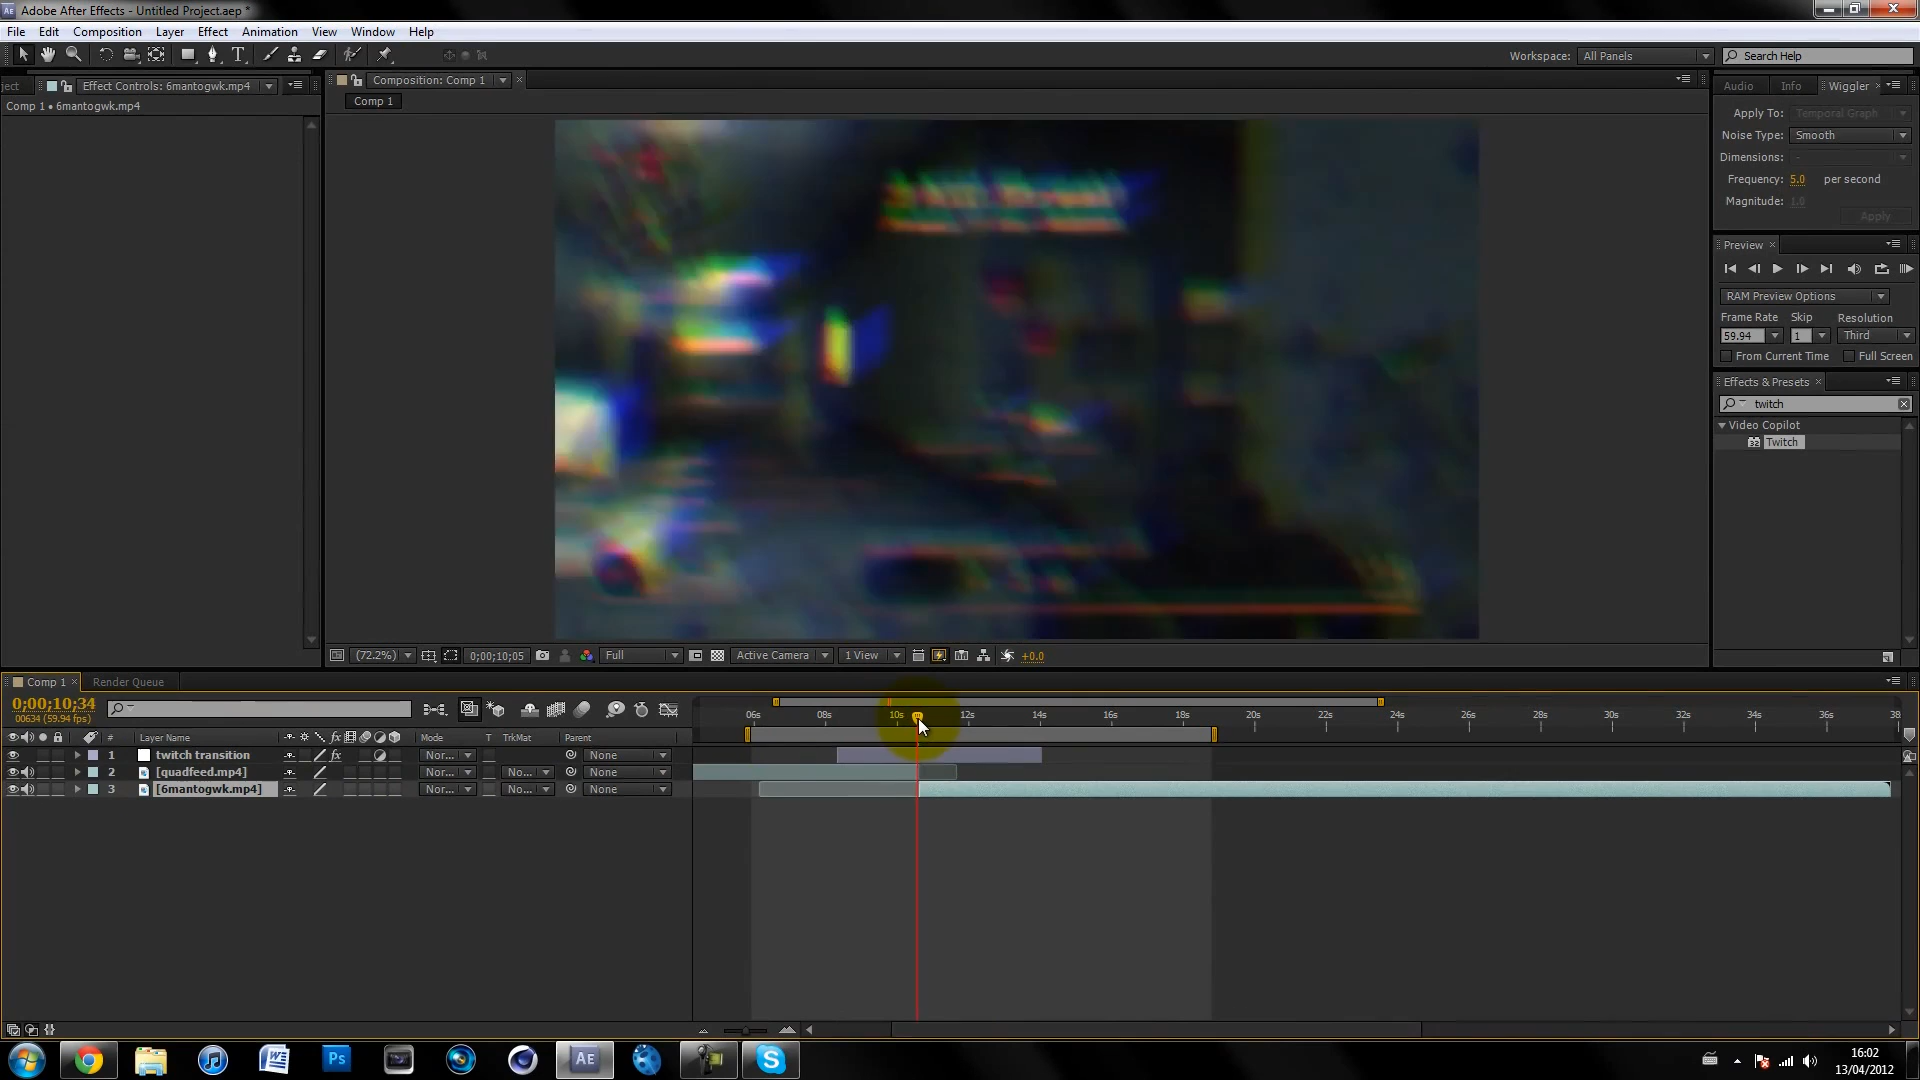 Adobe After Effects - Untitled Project.aep *
File Edit Composition Layer Effect Animation View Window Help
Workspace: All Panels Search Help
ject Effect Controls: 6mantogwk.mp4
Comp 1 • 6mantogwk.mp4
Composition: Comp 1
Comp 1
Audio Info Wiggler
Apply To: Temporal Graph
Noise Type: Smooth
Dimensions: -
Frequency: 5.0 per second
Magnitude: 1.0
Apply
Preview
RAM Preview Options
Frame Rate Skip Resolution
59.94 1 Third
From Current Time Full Screen
Effects & Presets
twitch
Video Copilot
32 Twitch
(72.2%) 0;00;10;05 Full Active Camera 1 View +0.0
Comp 1 Render Queue
0;00;10;34
00634 (59.94 fps)
06s 08s 10s 12s 14s 16s 18s 20s 22s 24s 26s 28s 30s 32s 34s 36s 38
# Layer Name fx Mode T TrkMat Parent
1 twitch transition fx Nor... None
2 [quadfeed.mp4] Nor... No... None
3 [6mantogwk.mp4] Nor... No... None
W Ps AE S
16:02
13/04/2012